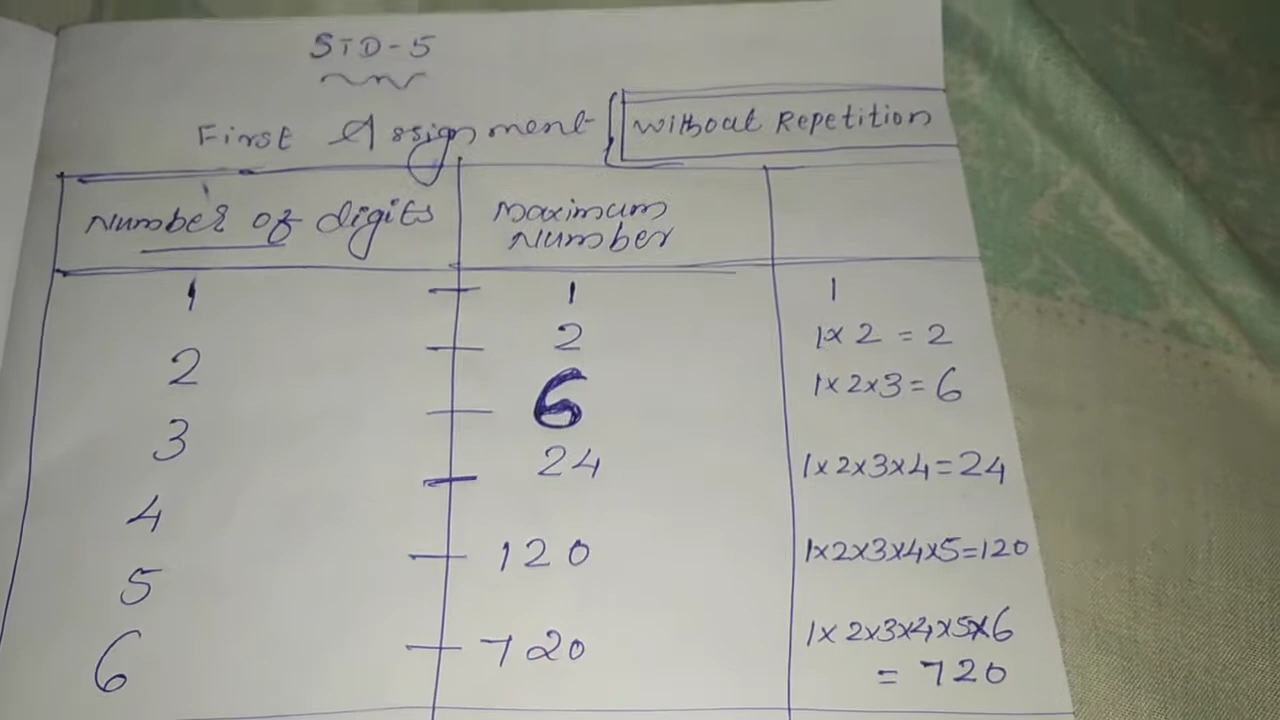 STD-5
First Assignment without Repetition
Number of digits Maximum Number
1 1 1
2 2 1x2=2
3 6 1x2x3=6
4 24 1x2x3x4=24
5 120 1x2x3x4x5=120
6 720 1x2x3x4x5x6
=720